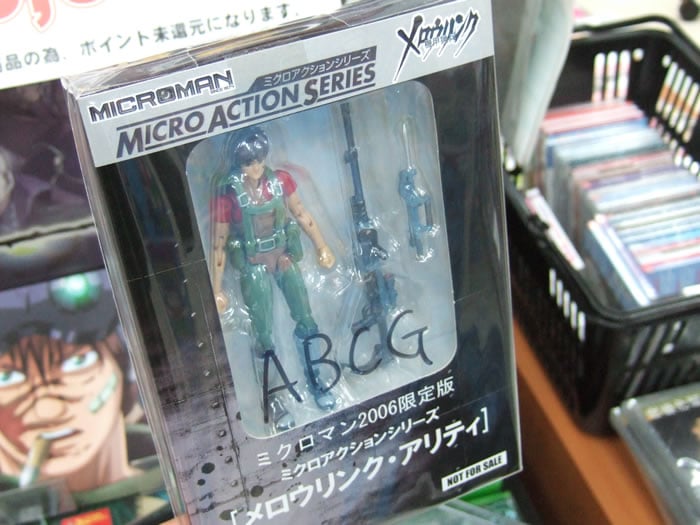 品の為、ポイント未還元になります.
MICROMAN
ミクロアクションシリーズ
MICRO ACTION SERIES
メロウリンク
ABCG
ミクロマン2006限定版
ミクロアクションシリーズ
[メロウリンク・アリティ]
NOT FOR SALE